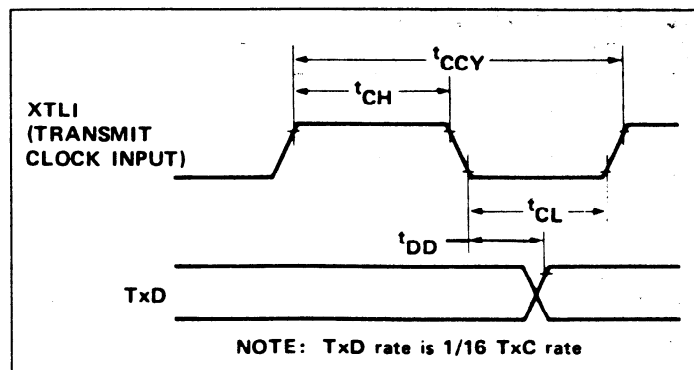 tCCY
tCH
XTLI
(TRANSMIT
CLOCK INPUT)
tCL
tDD
TxD
NOTE: TxD rate is 1/16 TxC rate